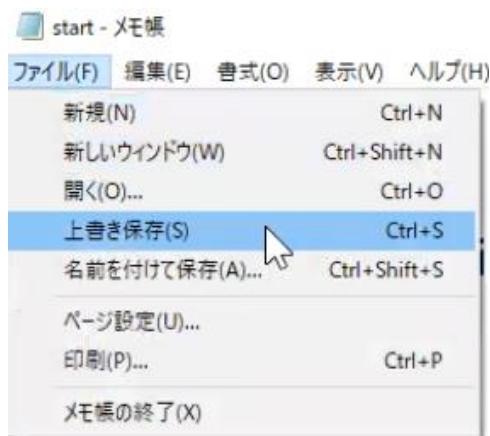 start - メモ帳
ファイル(F) 編集(E) 書式(O) 表示(V) ヘルプ(H)
新規(N) Ctrl+N
新しいウィンドウ(W) Ctrl+Shift+N
開く(O)... Ctrl+O
上書き保存(S) Ctrl+S
名前を付けて保存(A)... Ctrl+Shift+S
ページ設定(U)...
印刷(P)... Ctrl+P
メモ帳の終了(X)